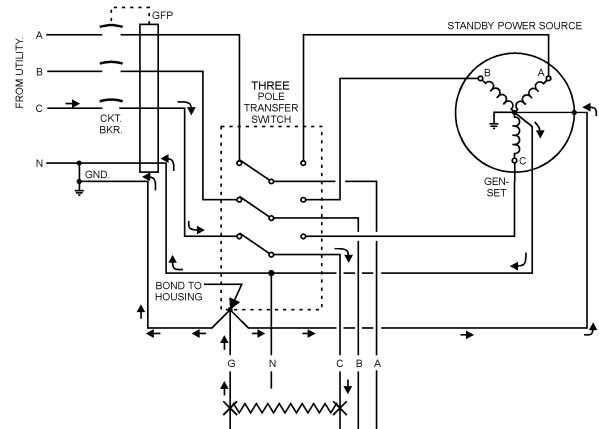 GFP
STANDBY POWER SOURCE
A
FROM UTILITY.
B
C
N
CKT.
BKR.
GND.
THREE
POLE
TRANSFER
SWITCH
B
A
C
GEN-
SET
BOND TO
HOUSING
G
N
C
B
A